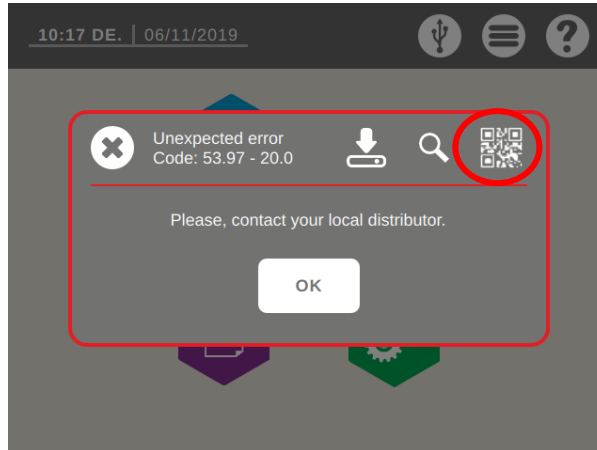 10:17 DE. | 06/11/2019
?
Unexpected error
Code: 53.97 - 20.0
Please, contact your local distributor.
OK